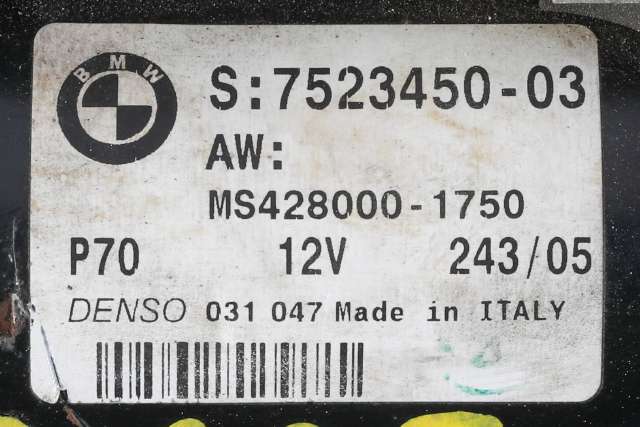 BMW
S:7523450-03
AW:
MS428000-1750
P70 12V 243/05
DENSO 031 047 Made in ITALY